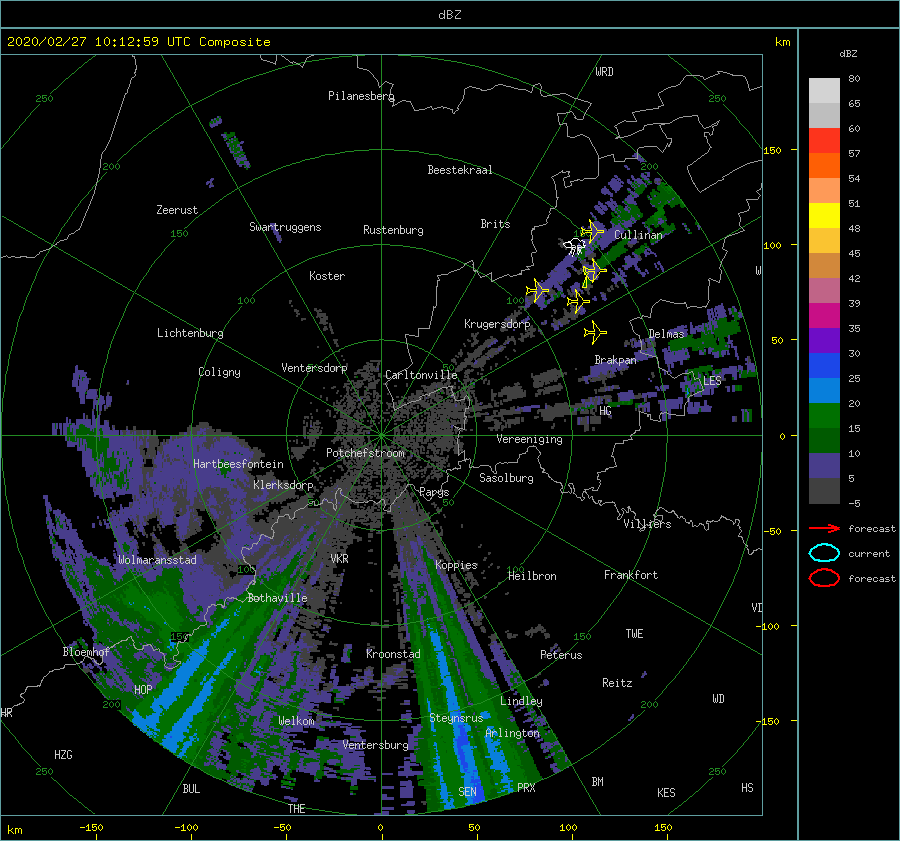 dBZ
2020/02/27 10:12:59 UTC Composite
km
dBZ
WRD
80
250
Pilanesberg
250
65
60
150
57
200
Beestekraal
200
54
Zeerust
51
Swartruggens
150
Rustenburg
Brits
Cullinan
48
100
45
Koster
W
42
100
100
39
Lichtenburg
Krugersdorp
Delmas
35
50
Coligny
Ventersdorp
Carltonville
Brakpan
LES
30
25
HG
20
0
Vereeniging
15
Potchefstroom
10
Hartbeesfontein
Sasolburg
5
Klerksdorp
Parys
50
50
-5
Villiers
-50
forecast
Wolmaransstad
VKR
Koppies
current
100
100
Heilbron
Frankfort
forecast
Bothaville
VI
-100
150
150
TWE
Bloemhof
Kroonstad
Peterus
HOP
Reitz
WD
200
Lindley
200
HR
Welkom
Steynsrus
-150
Arlington
Ventersburg
HZG
250
250
BUL
SEN
PRX
BM
KES
HS
THE
km
-150
-100
-50
0
50
100
150